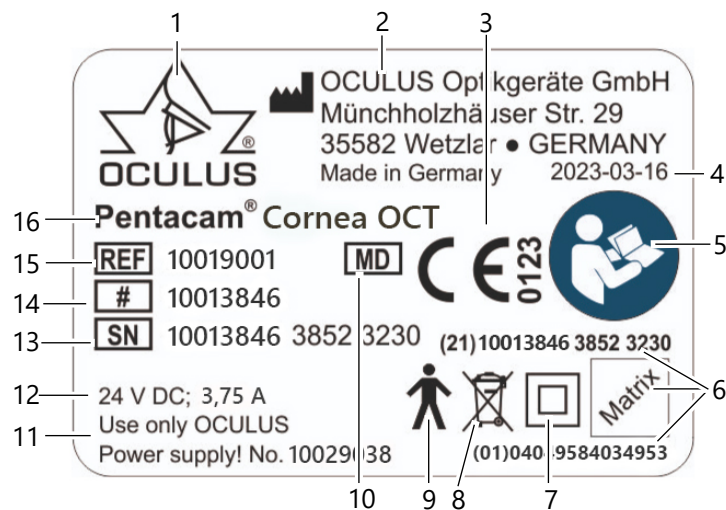 1
2
3
OCULUS®
OCULUS Optikgeräte GmbH
Münchholzhäuser Str. 29
35582 Wetzlar ● GERMANY
Made in Germany 2023-03-16
4
16
Pentacam® Cornea OCT
15
REF 10019001
MD
CE 0123
5
14
# 10013846
13
SN 10013846 3852 3230
(21)10013846 3852 3230
12
24 V DC; 3,75 A
Matrix
6
11
Use only OCULUS
Power supply! No. 10029038
(01)04049584034953
10
9
8
7